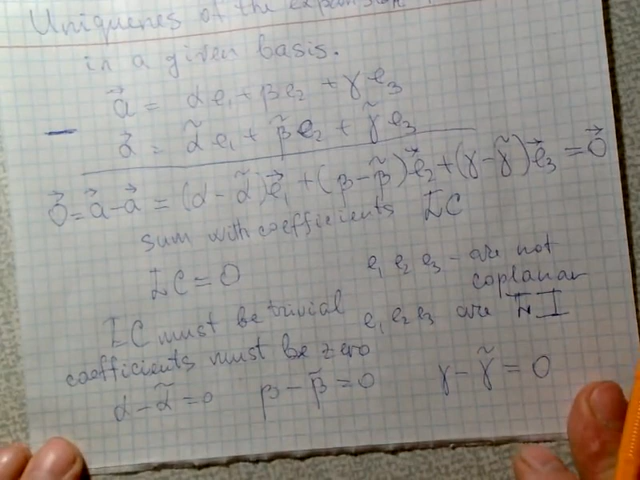 Uniquenes of the expansion
in a given basis.
a⃗ = αe₁ + βe₂ + γe₃
a⃗ = α̃e₁ + β̃e₂ + γ̃e₃
0⃗ = a⃗ - a⃗ = (α - α̃)e⃗₁ + (β - β̃)e⃗₂ + (γ - γ̃)e⃗₃ = 0⃗
sum with coefficients LC
LC = 0 e₁ e₂ e₃ - are not
coplanar
LC must be trivial e₁ e₂ e₃ are LI
coefficients must be zero
α - α̃ = 0 β - β̃ = 0 γ - γ̃ = 0